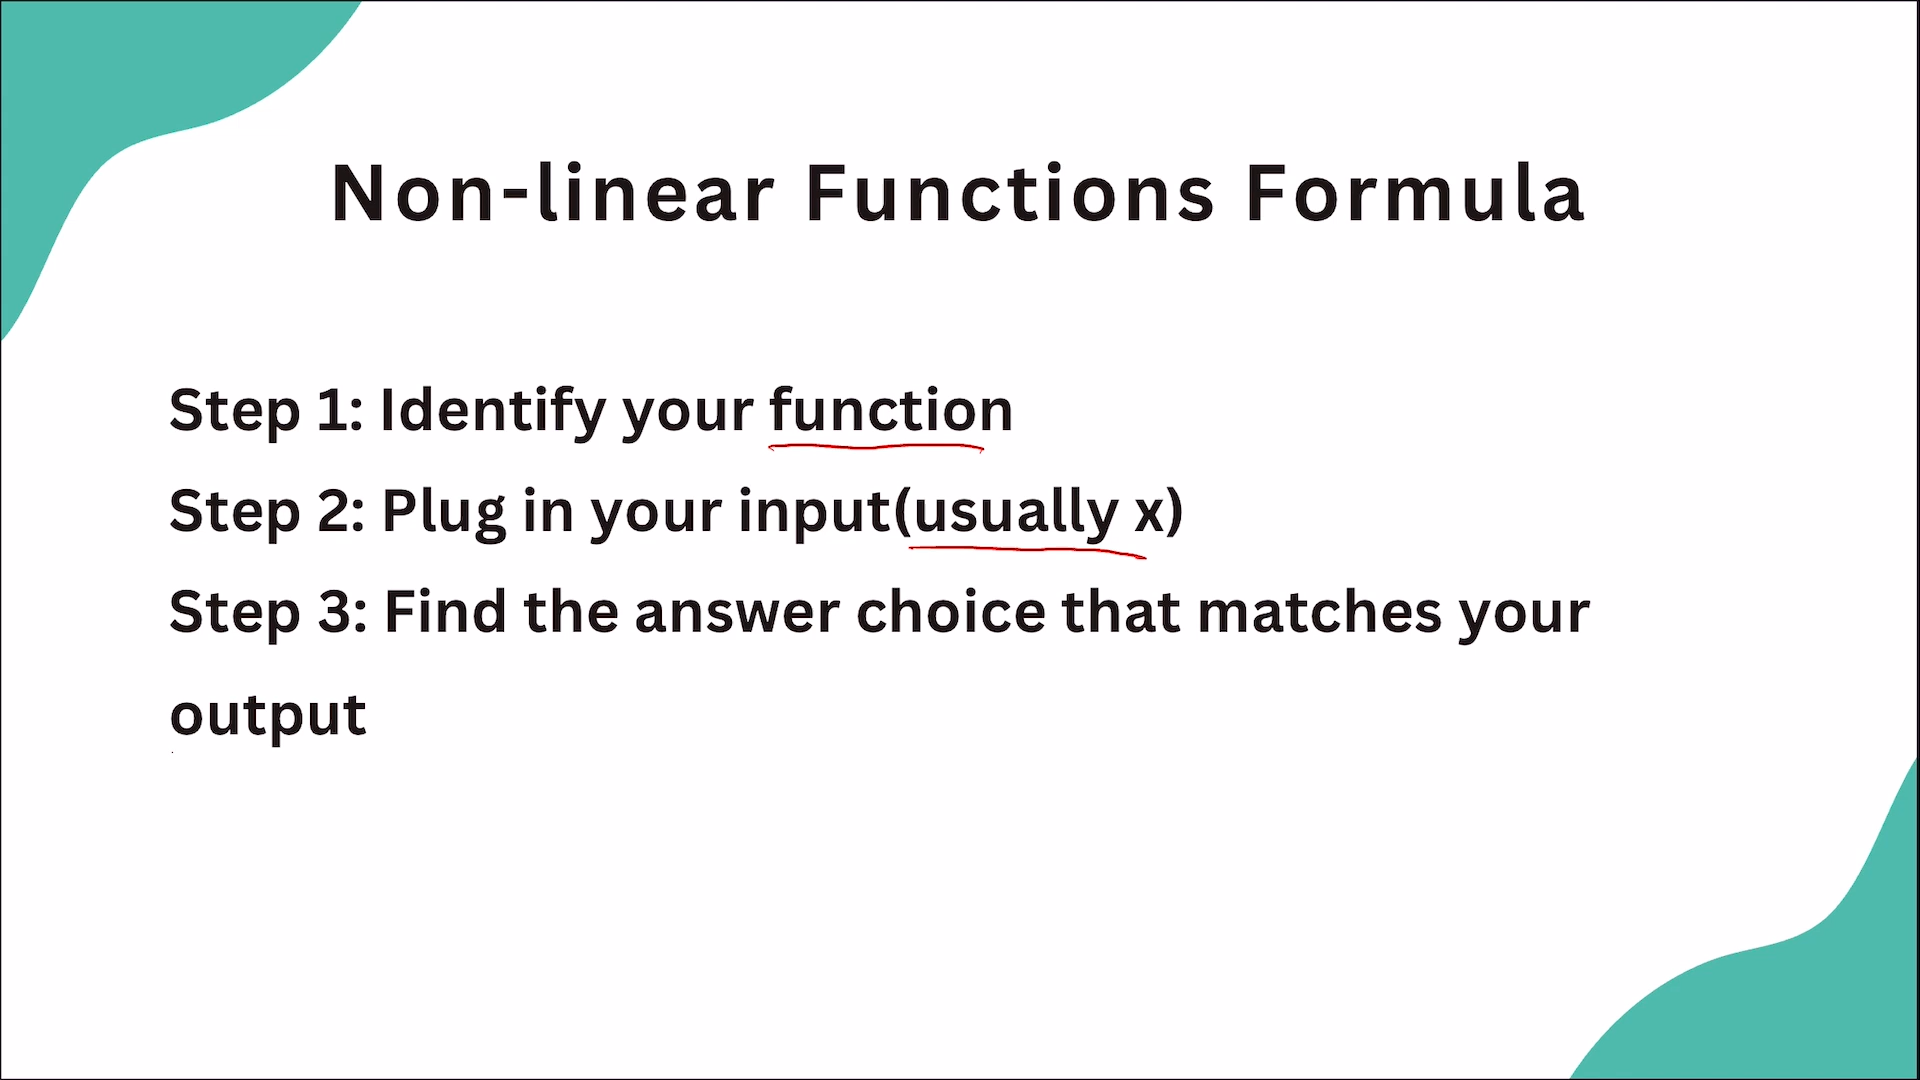 Non-linear Functions Formula
Step 1: Identify your function
Step 2: Plug in your input(usually x)
Step 3: Find the answer choice that matches your
output